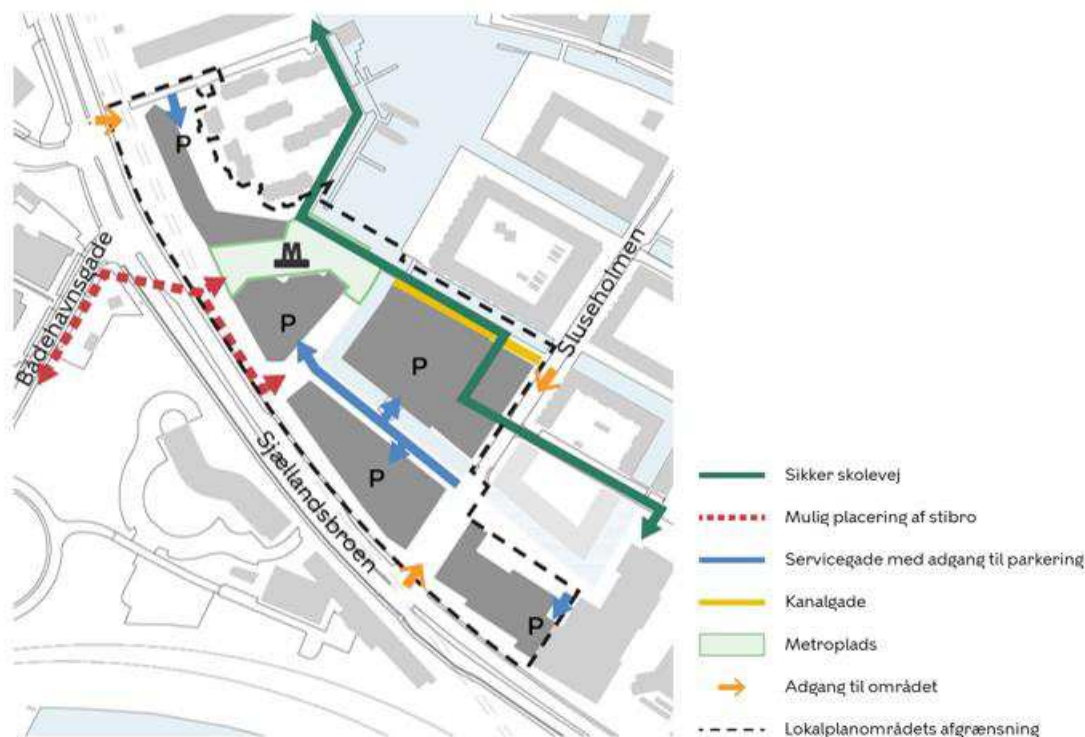 P
M
P
P
P
P
Bådehavnsgade
Sluseholmen
Sjællandsbroen
Sikker skolevej
Mulig placering af stibro
Servicegade med adgang til parkering
Kanalgade
Metroplads
Adgang til området
Lokalplanområdets afgrænsning